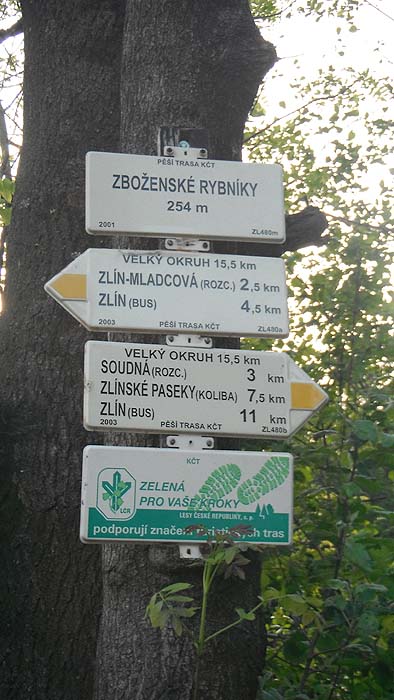 PĚŠÍ TRASA KČT
ZBOŽENSKÉ RYBNÍKY
254 m
2001 ZL480m
VELKÝ OKRUH 15,5 km
ZLÍN-MLADCOVÁ (ROZC.) 2,5 km
ZLÍN (BUS) 4,5 km
2003 PĚŠÍ TRASA KČT ZL480a
VELKÝ OKRUH 15,5 km
SOUDNÁ (ROZC.) 3 km
ZLÍNSKÉ PASEKY (KOLIBA) 7,5 km
ZLÍN (BUS) 11 km
2003 PĚŠÍ TRASA KČT ZL480b
KČT
ZELENÁ
PRO VAŠE KROKY
LČR LESY ČESKÉ REPUBLIKY, s. p.
podporují značení turistických tras